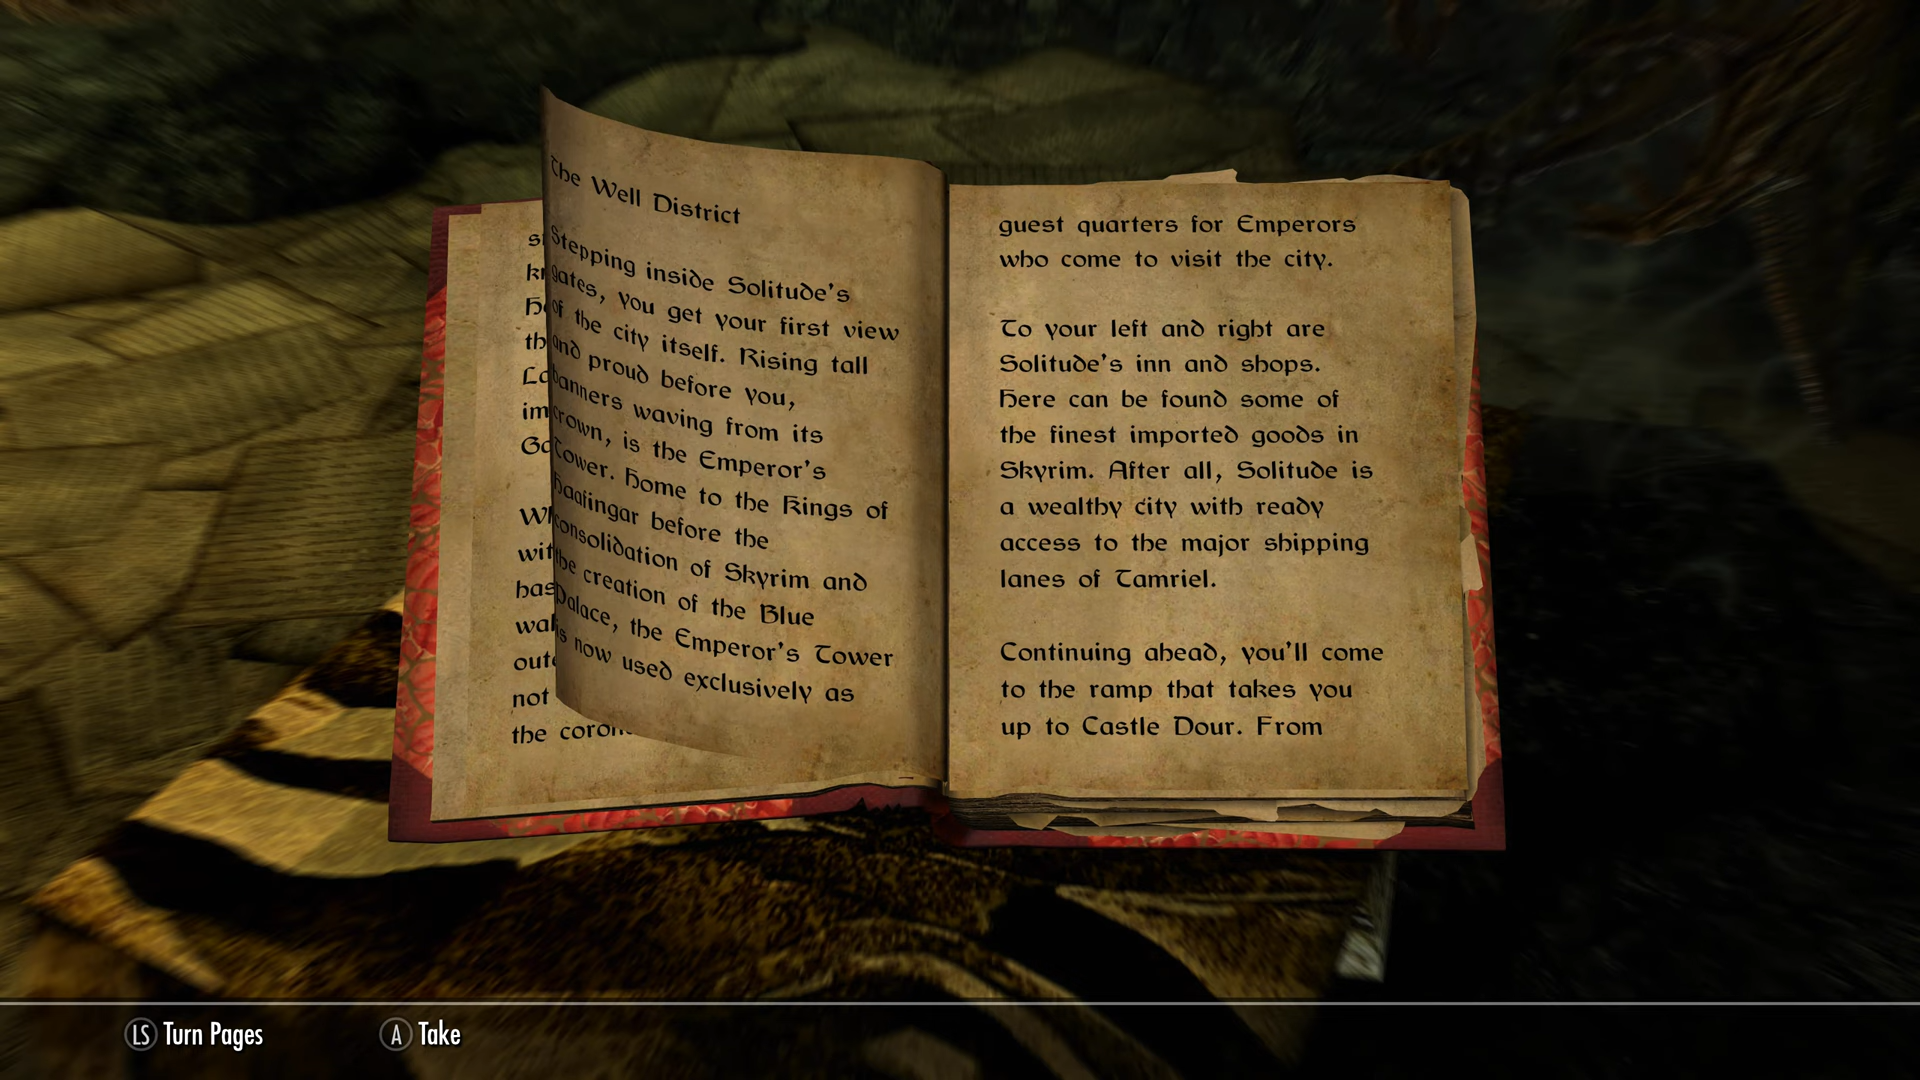 The Well District
Stepping inside Solitude's
gates, you get your first view
of the city itself. Rising tall
and proud before you,
banners waving from its
crown, is the Emperor's
Tower. Home to the Kings of
Haafingar before the
consolidation of Skyrim and
the creation of the Blue
Palace, the Emperor's Tower
is now used exclusively as
not
the
guest quarters for Emperors
who come to visit the city.
To your left and right are
Solitude's inn and shops.
Here can be found some of
the finest imported goods in
Skyrim. After all, Solitude is
a wealthy city with ready
access to the major shipping
lanes of Tamriel.
Continuing ahead, you'll come
to the ramp that takes you
up to Castle Dour. From
LS Turn Pages
A Take